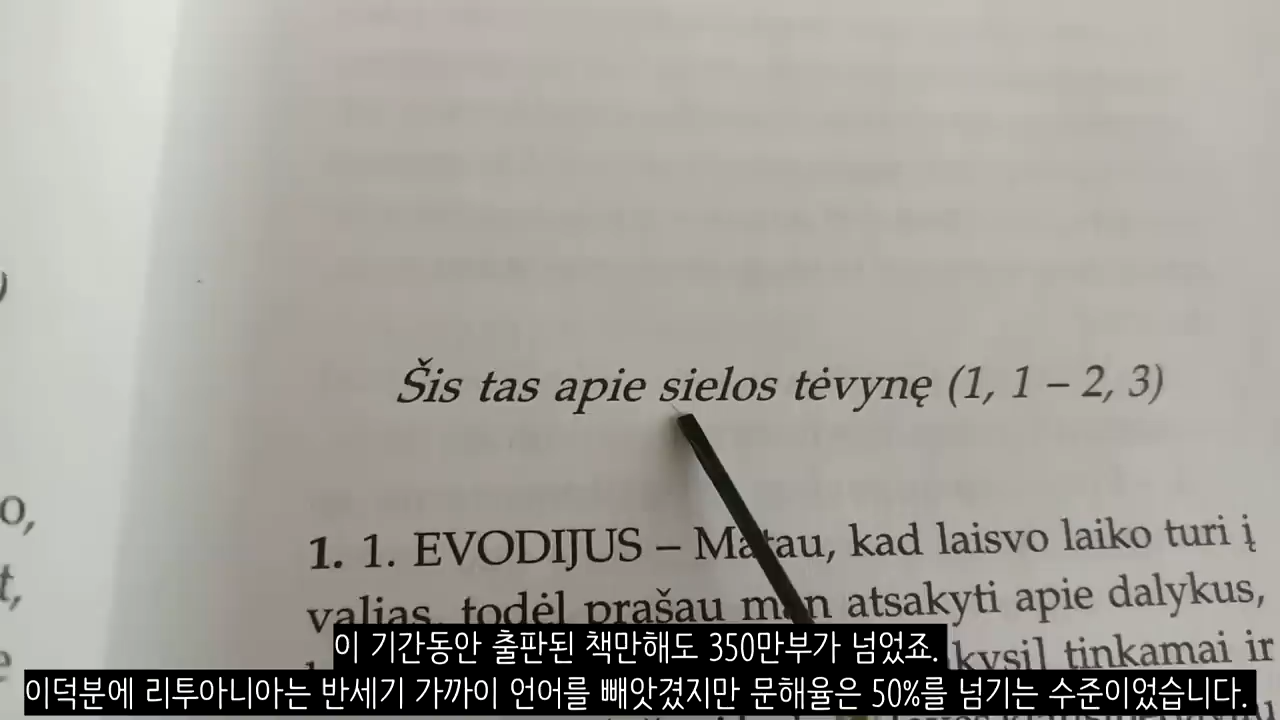 o,
t,
Šis tas apie sielos tėvynę (1, 1 – 2, 3)
1. 1. EVODIJUS – Matau, kad laisvo laiko turi į
valias, todėl prašau man atsakyti apie dalykus,
tinkamai ir
이 기간동안 출판된 책만해도 350만부가 넘었죠.
이덕분에 리투아니아는 반세기 가까이 언어를 빼앗겼지만 문해율은 50%를 넘기는 수준이었습니다.